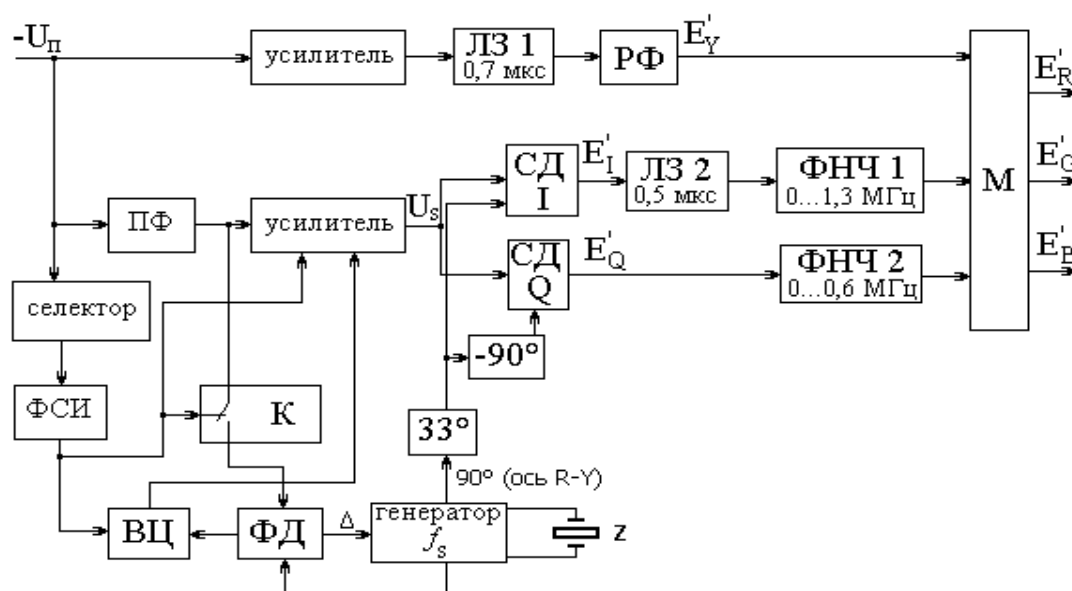 -Uп
усилитель
ЛЗ 1
0,7 мкс
РФ
E'Y
E'R
ПФ
усилитель
Us
СД
I
E'I
ЛЗ 2
0,5 мкс
ФНЧ 1
0...1,3 МГц
М
E'G
СД
Q
E'Q
ФНЧ 2
0...0,6 МГц
E'B
селектор
-90°
ФСИ
К
33°
90° (ось R-Y)
ВЦ
ФД
Δ
генератор
fs
Z